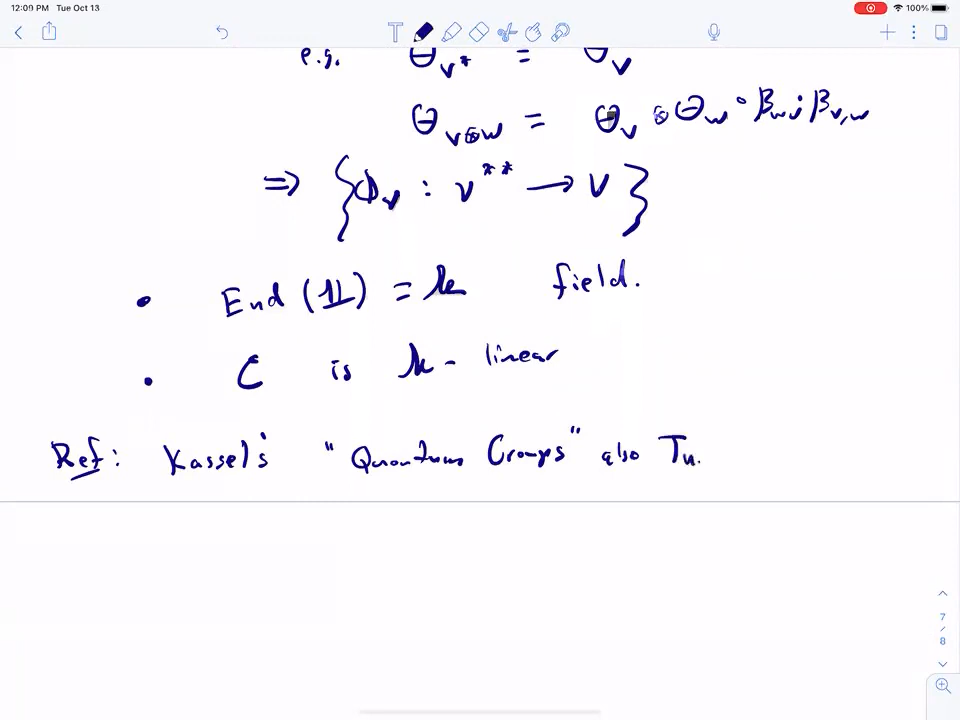 12:09 PM Tue Oct 13
100%
e.g. θ_{V*} = θ_V
θ_{V⊗W} = θ_V ⊗ θ_W ∘ β_{W,V} β_{V,W}
⇒ { ϕ_V : V** → V }
• End (𝟙) = k field.
• C is k-linear
Ref: Kassel's "Quantum Groups" also Tu.
7
/
8